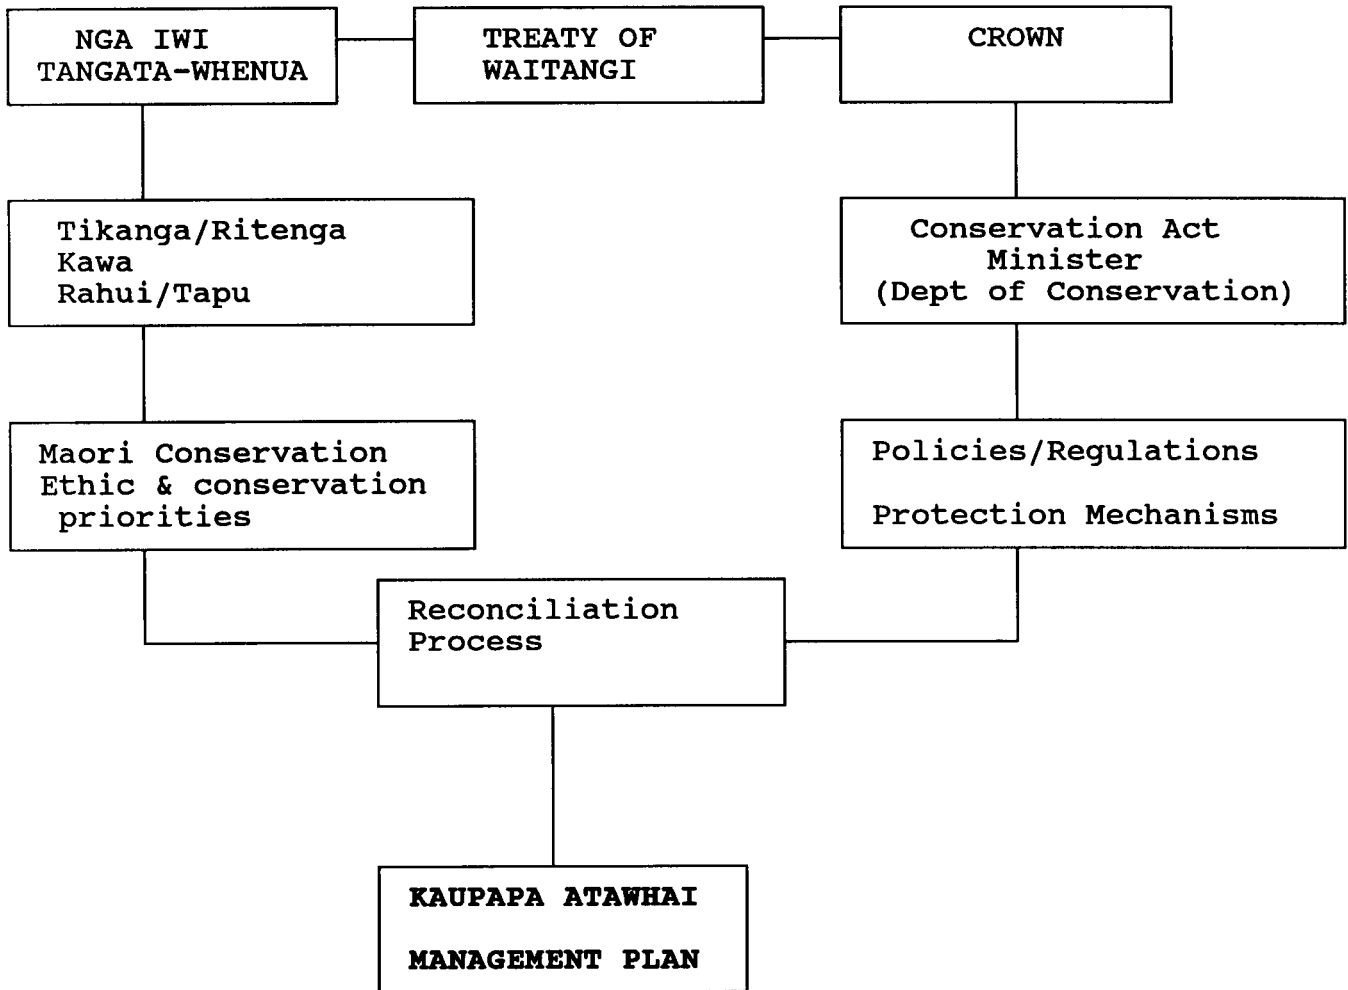 NGA IWI
TANGATA-WHENUA
TREATY OF
WAITANGI
CROWN
Tikanga/Ritenga
Kawa
Rahui/Tapu
Conservation Act
Minister
(Dept of Conservation)
Maori Conservation
Ethic & conservation
priorities
Policies/Regulations
Protection Mechanisms
Reconciliation
Process
KAUPAPA ATAWHAI
MANAGEMENT PLAN